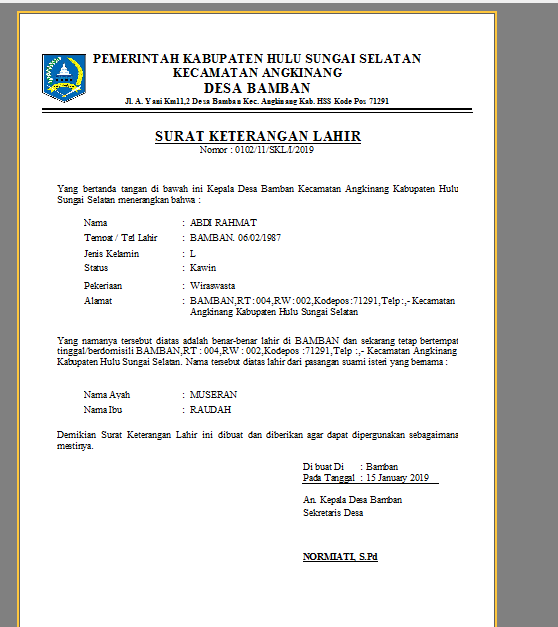 PEMERINTAH KABUPATEN HULU SUNGAI SELATAN
KECAMATAN ANGKINANG
DESA BAMBAN
Jl. A. Yani Km11,2 Desa Bamban Kec. Angkinang Kab. HSS Kode Pos 71291
SURAT KETERANGAN LAHIR
Nomor : 0102/11/SKL/I/2019
Yang bertanda tangan di bawah ini Kepala Desa Bamban Kecamatan Angkinang Kabupaten Hulu
Sungai Selatan menerangkan bahwa :
Nama : ABDI RAHMAT
Tempat / Tgl Lahir : BAMBAN, 06/02/1987
Jenis Kelamin : L
Status : Kawin
Pekerjaan : Wiraswasta
Alamat : BAMBAN,RT : 004,RW : 002,Kodepos :71291,Telp :,- Kecamatan
Angkinang Kabupaten Hulu Sungai Selatan
Yang namanya tersebut diatas adalah benar-benar lahir di BAMBAN dan sekarang tetap bertempat
tinggal/berdomisili BAMBAN,RT : 004,RW : 002,Kodepos :71291,Telp :,- Kecamatan Angkinang
Kabupaten Hulu Sungai Selatan. Nama tersebut diatas lahir dari pasangan suami isteri yang bernama :
Nama Ayah : MUSERAN
Nama Ibu : RAUDAH
Demikian Surat Keterangan Lahir ini dibuat dan diberikan agar dapat dipergunakan sebagaimana
mestinya.
Di buat Di : Bamban
Pada Tanggal : 15 January 2019
An. Kepala Desa Bamban
Sekretaris Desa
NORMIATI, S.Pd